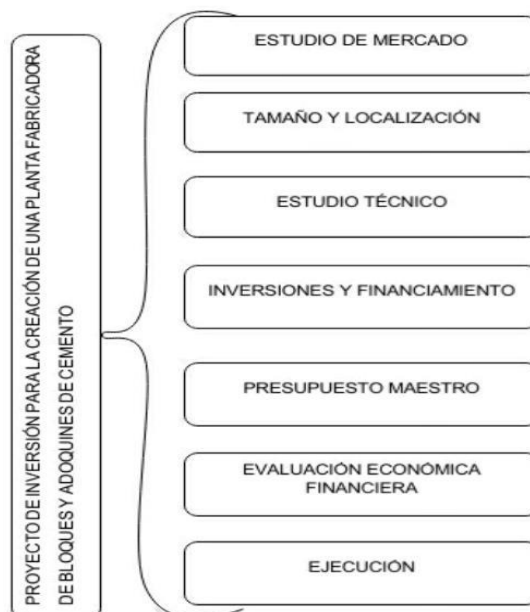 PROYECTO DE INVERSIÓN PARA LA CREACIÓN DE UNA PLANTA FABRICADORA
DE BLOQUES Y ADOQUINES DE CEMENTO
ESTUDIO DE MERCADO
TAMAÑO Y LOCALIZACIÓN
ESTUDIO TÉCNICO
INVERSIONES Y FINANCIAMIENTO
PRESUPUESTO MAESTRO
EVALUACIÓN ECONÓMICA
FINANCIERA
EJECUCIÓN